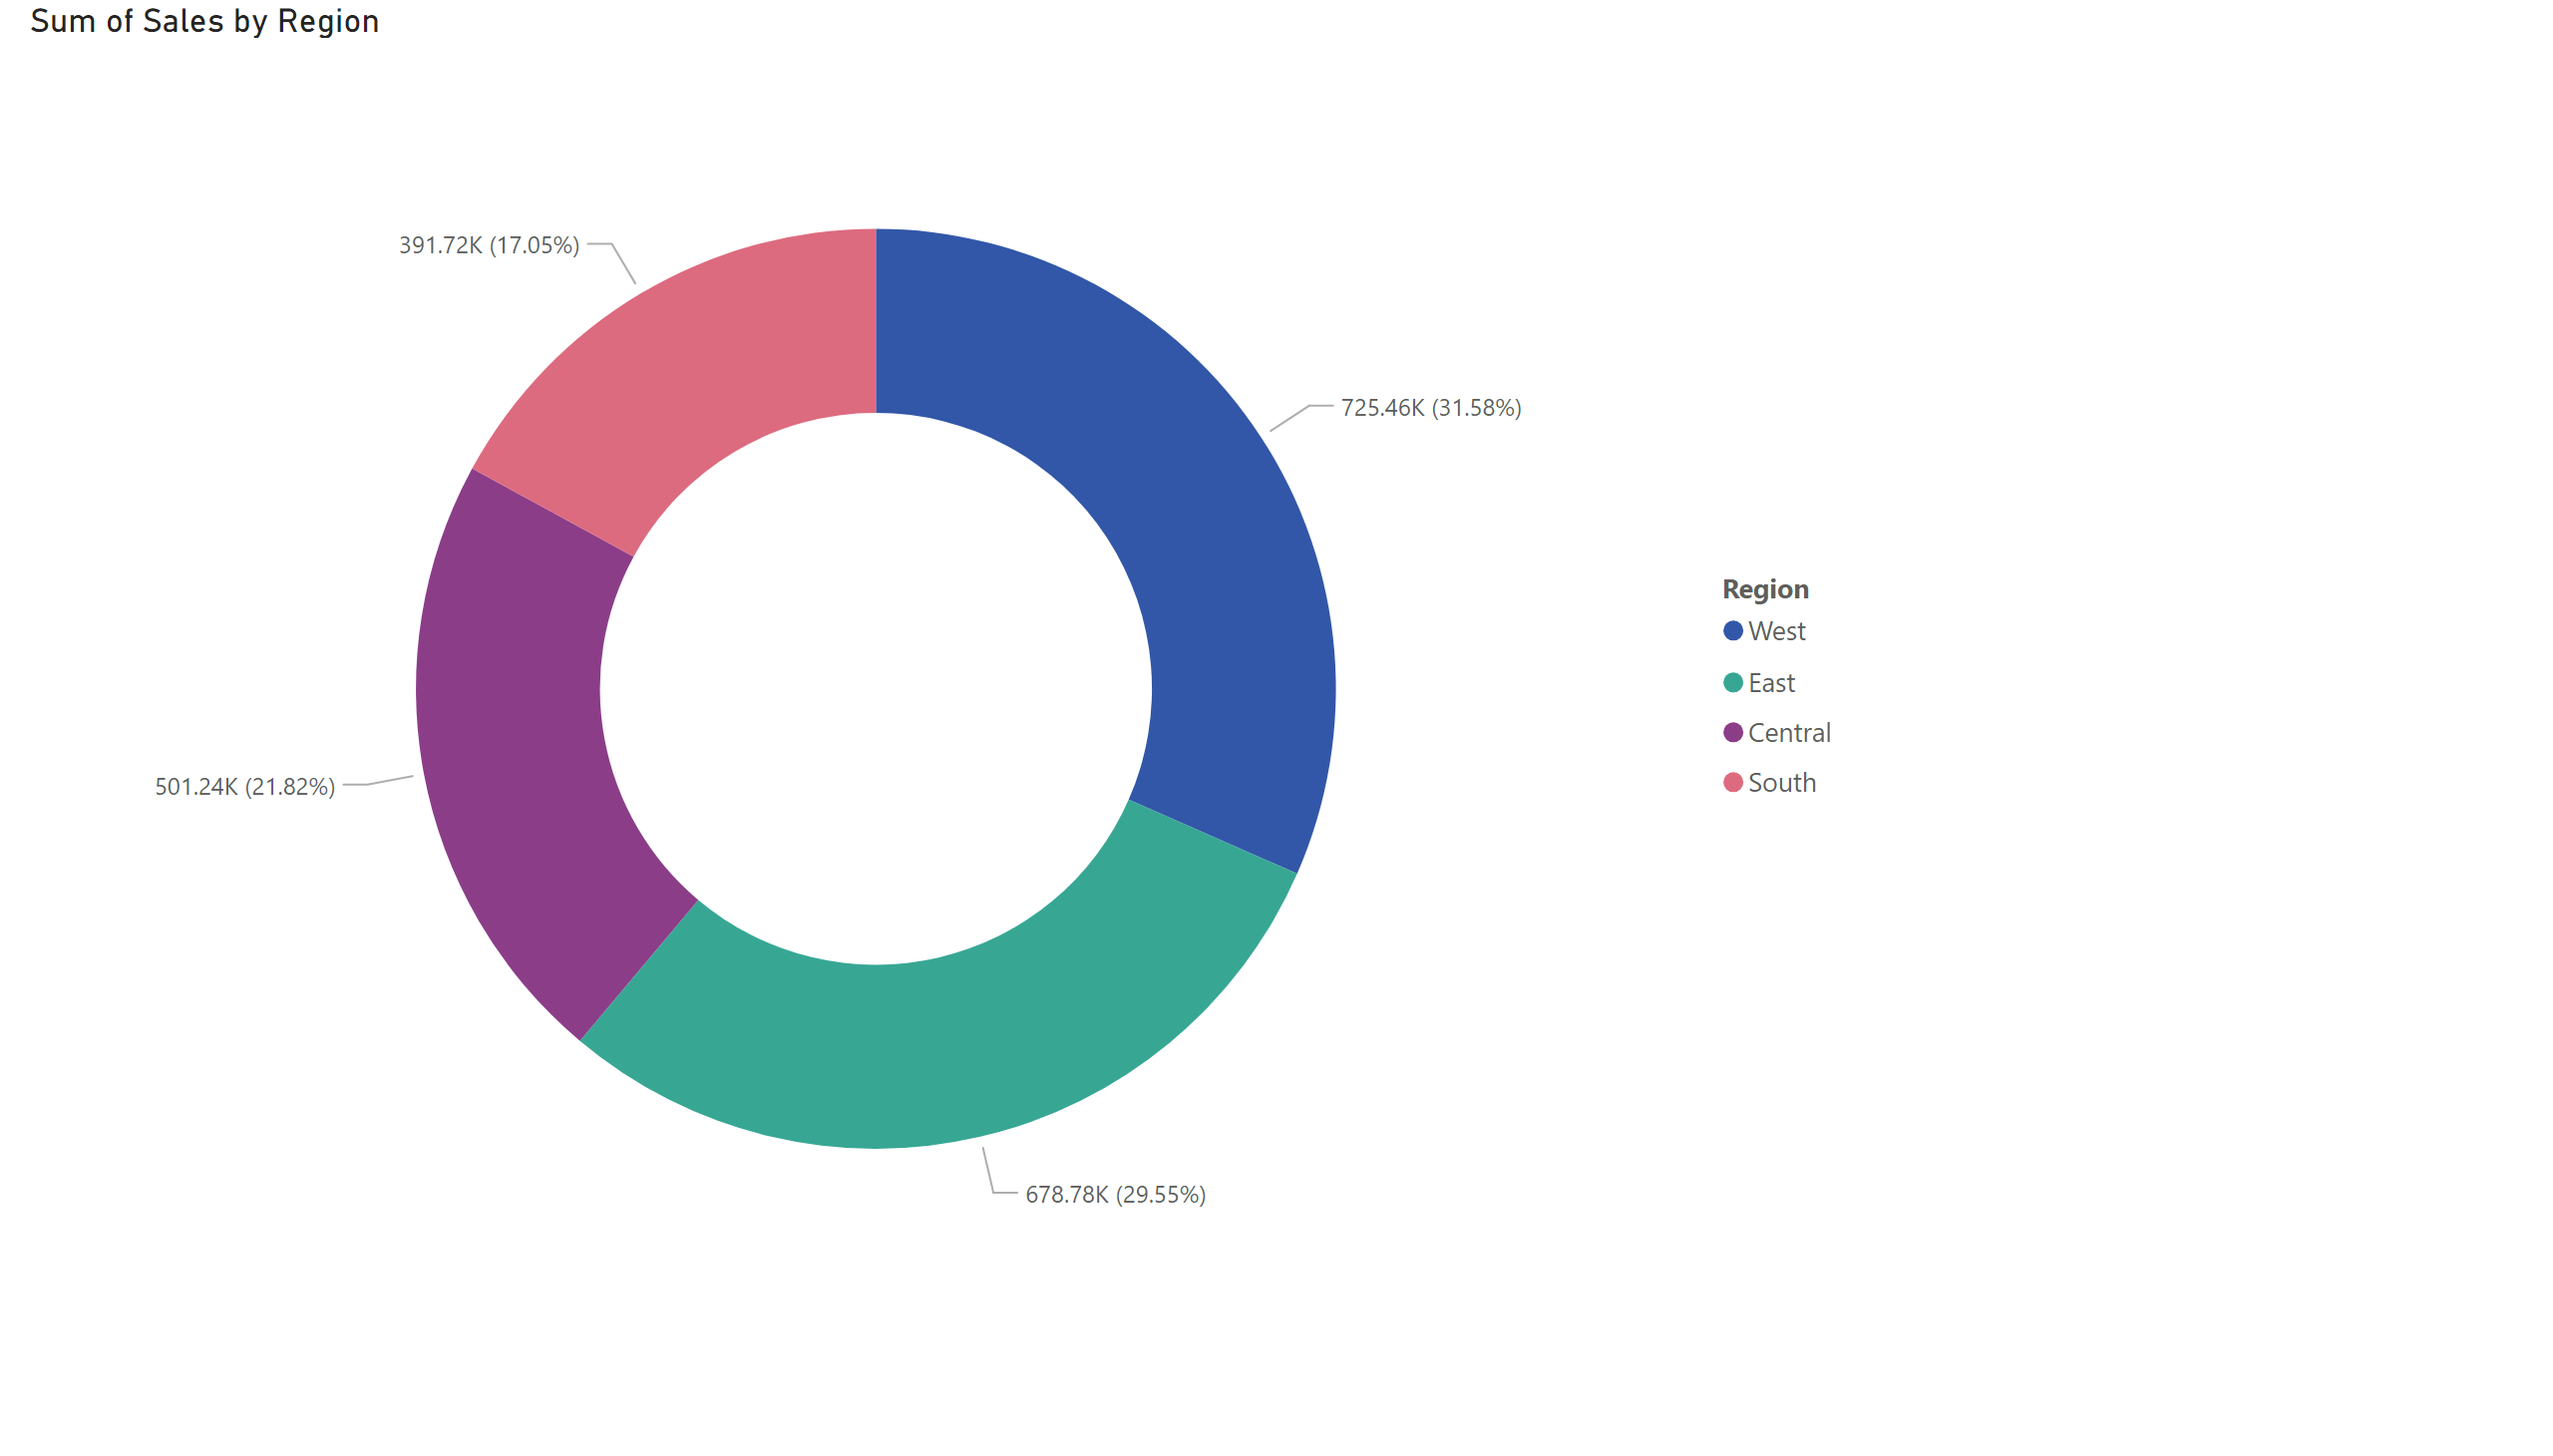 Sum of Sales by Region
391.72K (17.05%)
725.46K (31.58%)
501.24K (21.82%)
678.78K (29.55%)
Region
West
East
Central
South